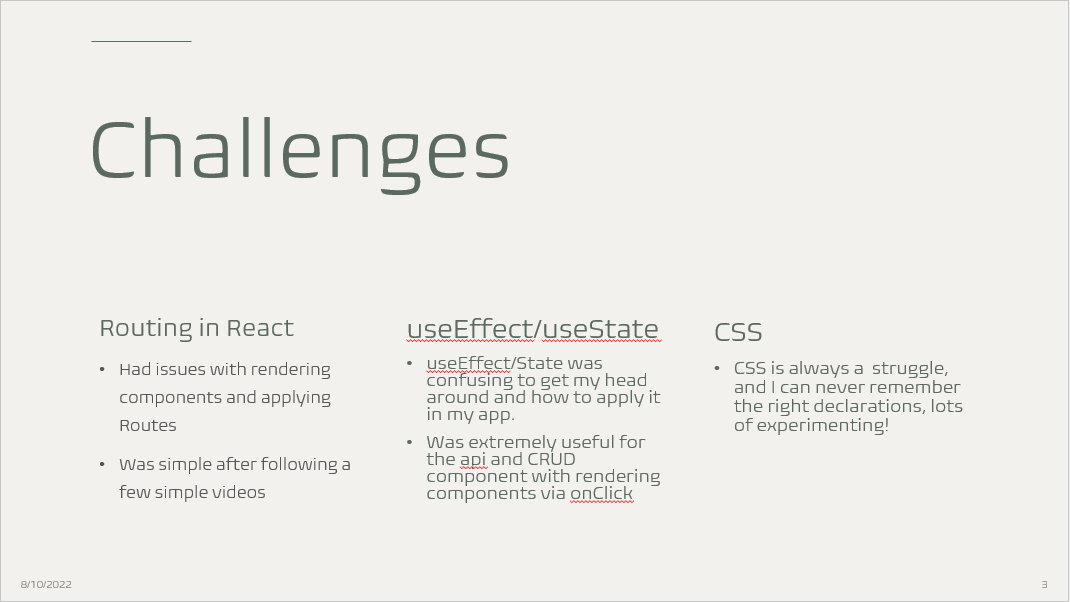 Challenges
Routing in React
• Had issues with rendering
components and applying
Routes
• Was simple after following a
few simple videos
useEffect/useState
• useEffect/State was
confusing to get my head
around and how to apply it
in my app.
• Was extremely useful for
the api and CRUD
component with rendering
components via onClick
CSS
• CSS is always a  struggle,
and I can never remember
the right declarations, lots
of experimenting!
8/10/2022
3